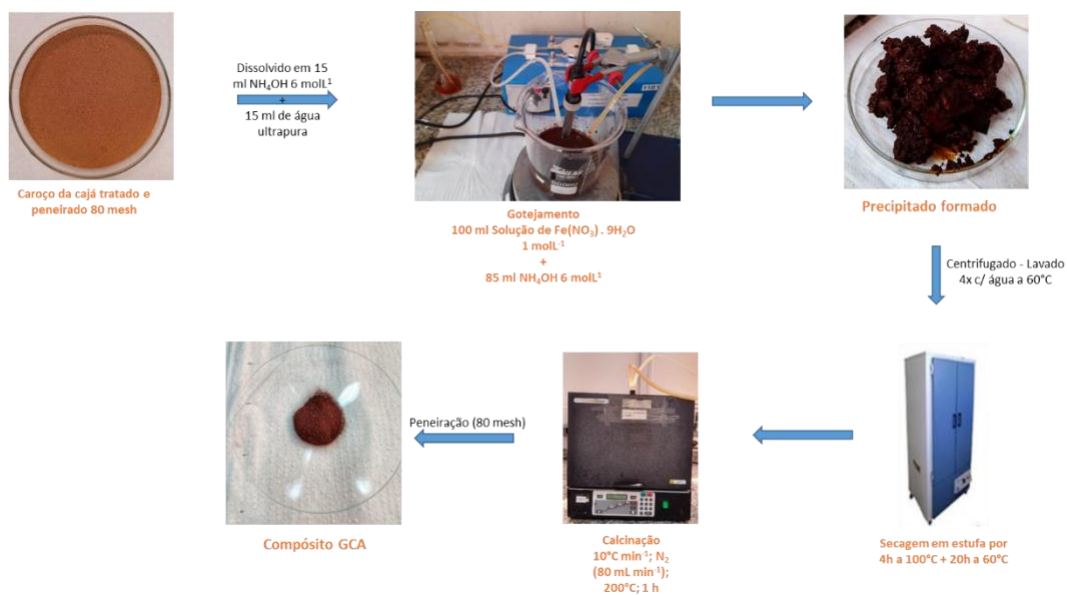 Caroço da cajá tratado e
peneirado 80 mesh
Dissolvido em 15
ml NH₄OH 6 molL¹
+
15 ml de água
ultrapura
Gotejamento
100 ml Solução de Fe(NO₃) . 9H₂O
1 molL⁻¹
+
85 ml NH₄OH 6 molL¹
Precipitado formado
Centrifugado - Lavado
4x c/ água a 60°C
Secagem em estufa por
4h a 100°C + 20h a 60°C
Calcinação
10°C min⁻¹; N₂
(80 mL min⁻¹);
200°C; 1 h
Peneiração (80 mesh)
Compósito GCA